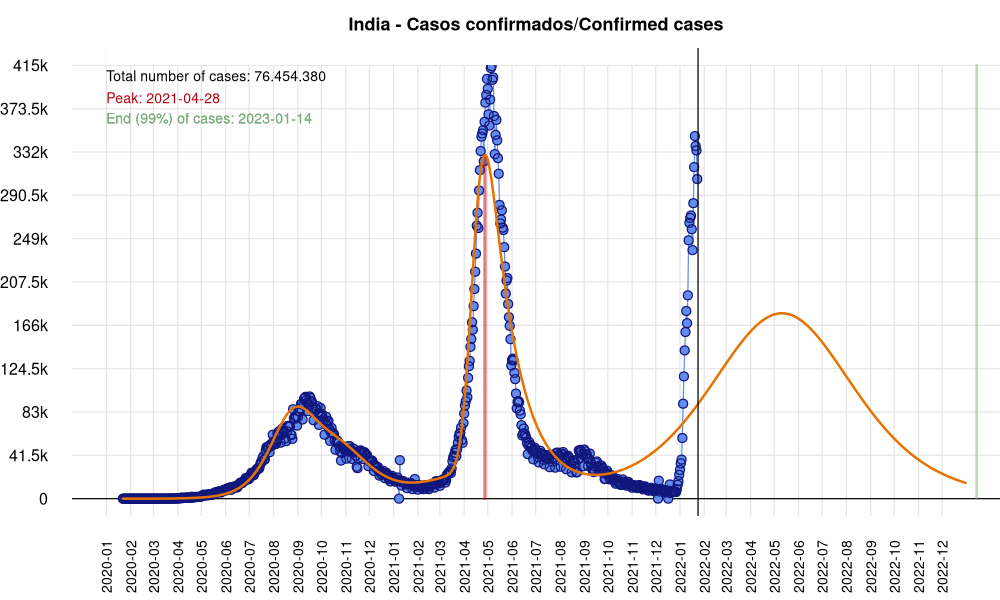 India - Casos confirmados/Confirmed cases
Total number of cases: 76.454.380
Peak: 2021-04-28
End (99%) of cases: 2023-01-14
415k
373.5k
332k
290.5k
249k
207.5k
166k
124.5k
83k
41.5k
0
2020-01
2020-02
2020-03
2020-04
2020-05
2020-06
2020-07
2020-08
2020-09
2020-10
2020-11
2020-12
2021-01
2021-02
2021-03
2021-04
2021-05
2021-06
2021-07
2021-08
2021-09
2021-10
2021-11
2021-12
2022-01
2022-02
2022-03
2022-04
2022-05
2022-06
2022-07
2022-08
2022-09
2022-10
2022-11
2022-12